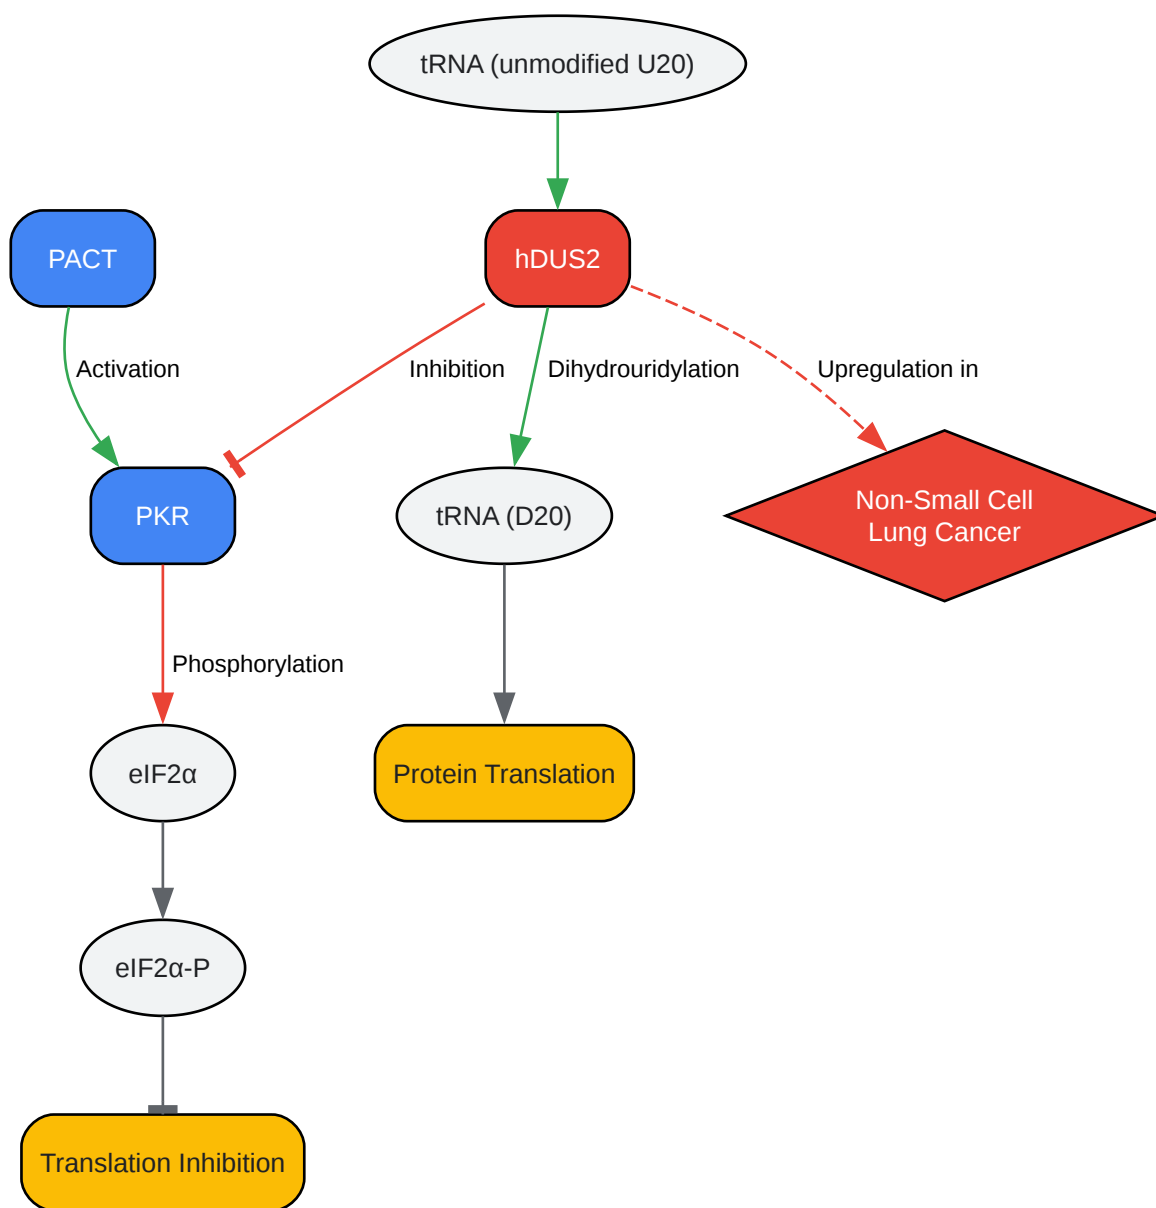 tRNA (unmodified U20)
PACT
hDUS2
Activation
Inhibition
Dihydrouridylation
Upregulation in
PKR
tRNA (D20)
Non-Small Cell
Lung Cancer
Phosphorylation
eIF2α
Protein Translation
eIF2α-P
Translation Inhibition